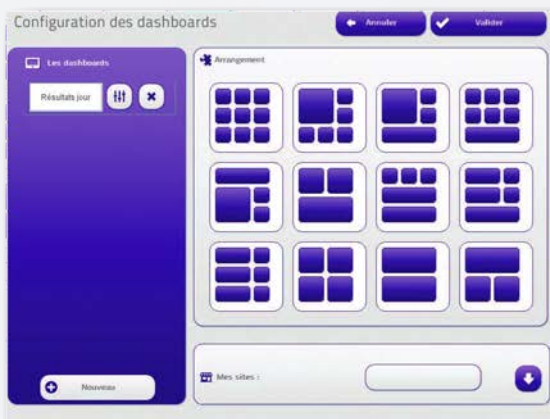 Configuration des dashboards
Annuler
Valider
Les dashboards
Résultats jour
Arrangement
Mes sites :
Nouveau